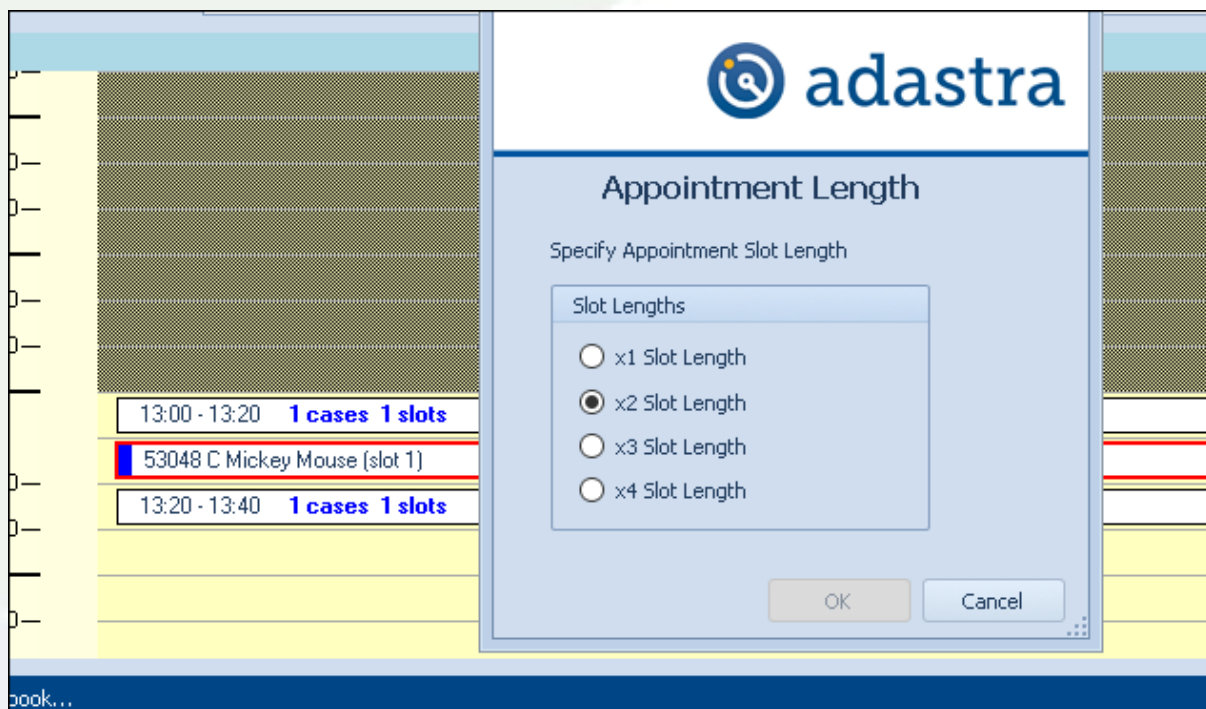 adastra
Appointment Length
Specify Appointment Slot Length
Slot Lengths
x1 Slot Length
x2 Slot Length
x3 Slot Length
x4 Slot Length
OK Cancel
13:00 - 13:20 1 cases 1 slots
53048 C Mickey Mouse (slot 1)
13:20 - 13:40 1 cases 1 slots